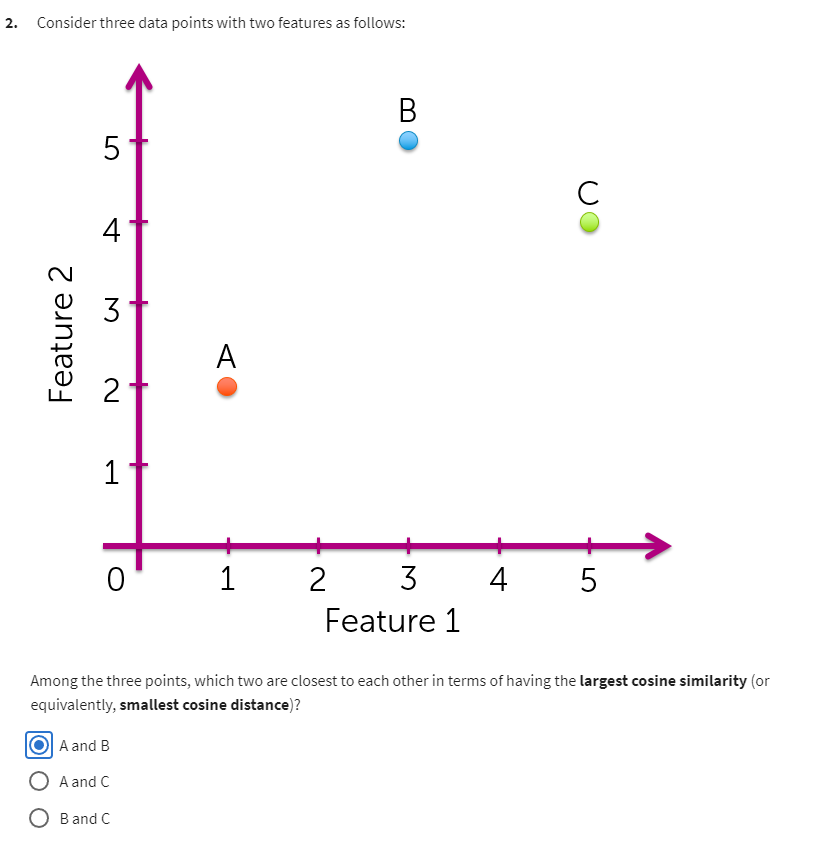 2. Consider three data points with two features as follows:
B
5
C
4
3
Feature 2
A
2
1
0 1 2 3 4 5
Feature 1
Among the three points, which two are closest to each other in terms of having the largest cosine similarity (or
equivalently, smallest cosine distance)?
A and B
A and C
B and C